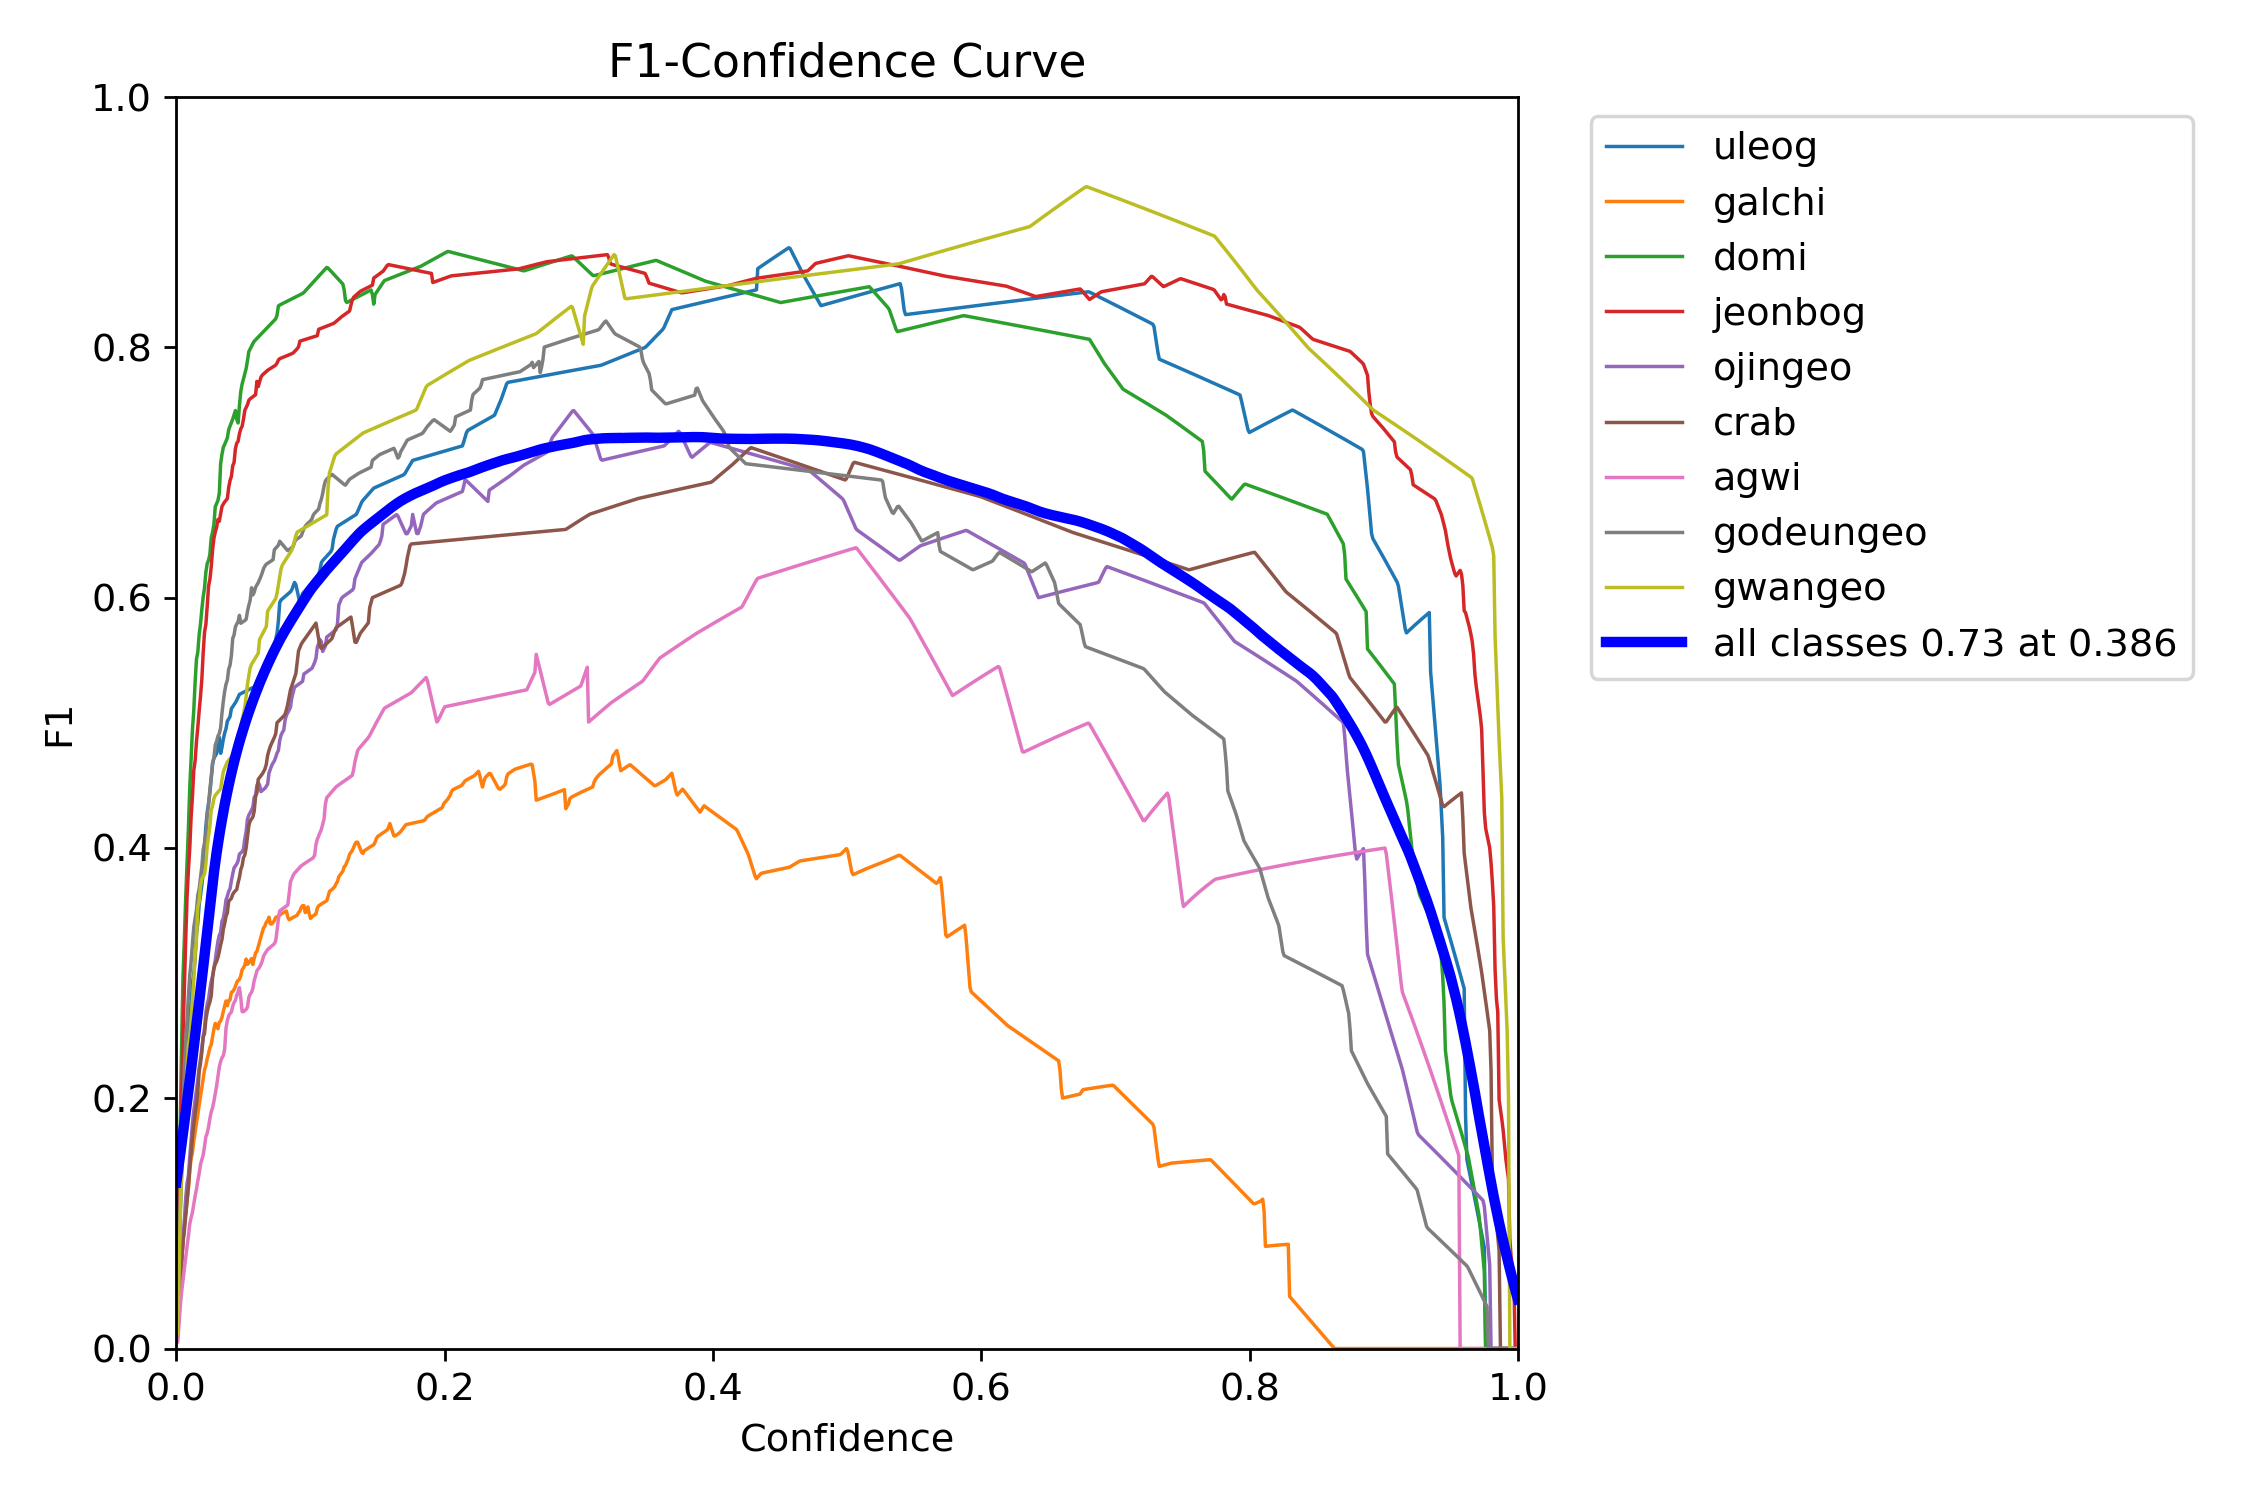 F1-Confidence Curve
1.0
0.8
0.6
0.4
0.2
0.0
F1
0.0 0.2 0.4 0.6 0.8 1.0
Confidence
uleog
galchi
domi
jeonbog
ojingeo
crab
agwi
godeungeo
gwangeo
all classes 0.73 at 0.386